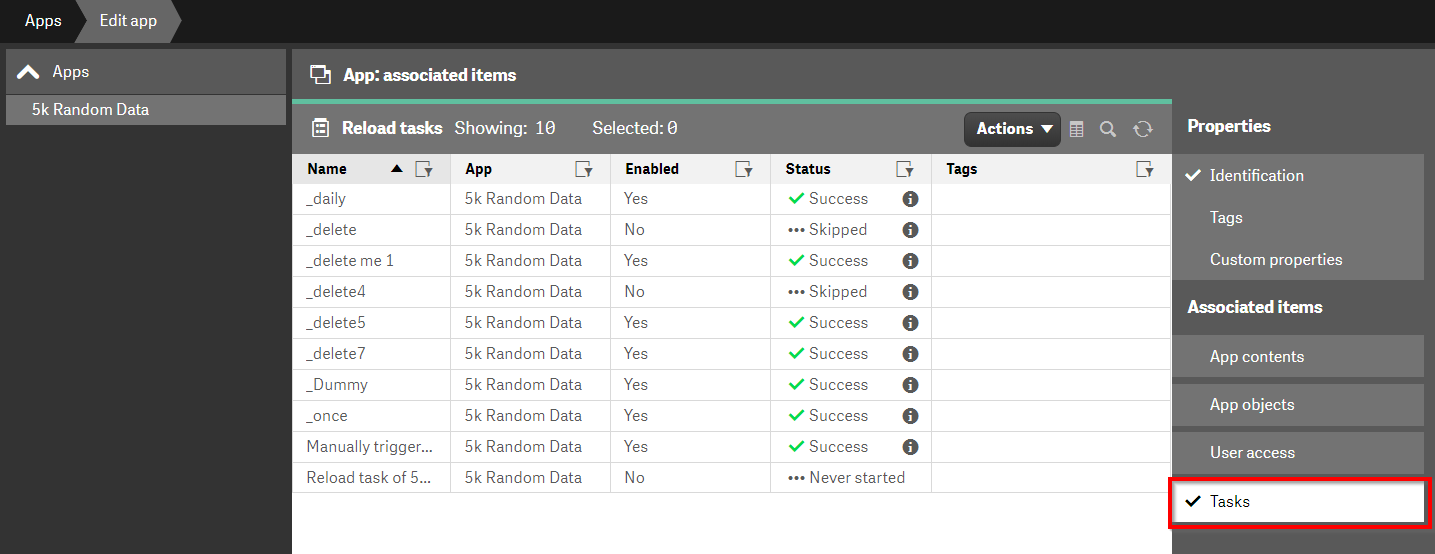 Apps Edit app
Apps
5k Random Data
App: associated items
Reload tasks Showing: 10 Selected: 0 Actions
Name App Enabled Status Tags
_daily 5k Random Data Yes Success
_delete 5k Random Data No Skipped
_delete me 1 5k Random Data Yes Success
_delete4 5k Random Data No Skipped
_delete5 5k Random Data Yes Success
_delete7 5k Random Data Yes Success
_Dummy 5k Random Data Yes Success
_once 5k Random Data Yes Success
Manually trigger... 5k Random Data Yes Success
Reload task of 5... 5k Random Data No Never started
Properties
Identification
Tags
Custom properties
Associated items
App contents
App objects
User access
Tasks